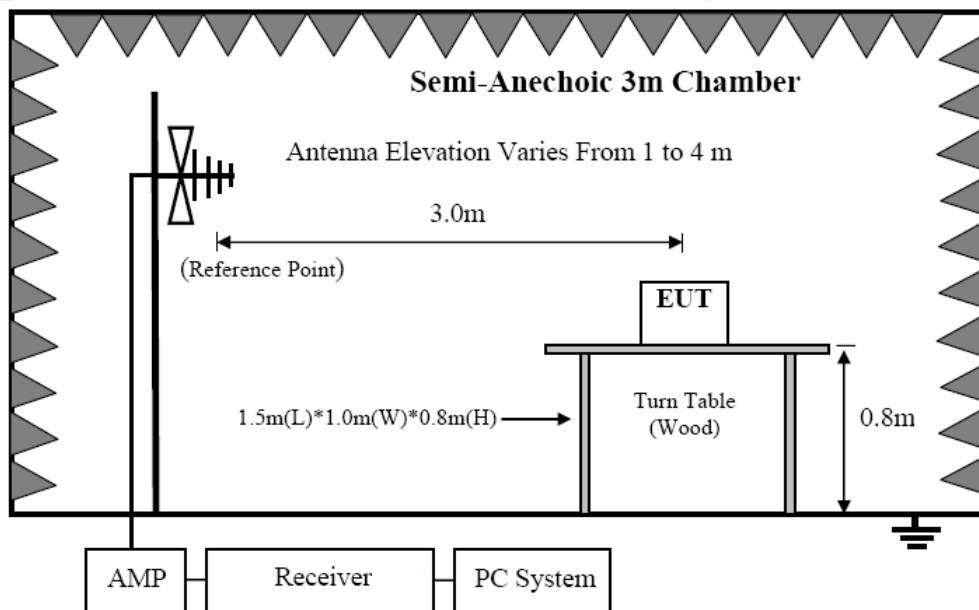 Semi-Anechoic 3m Chamber
Antenna Elevation Varies From 1 to 4 m
3.0m
(Reference Point)
EUT
1.5m(L)*1.0m(W)*0.8m(H)
Turn Table
(Wood)
0.8m
AMP
Receiver
PC System